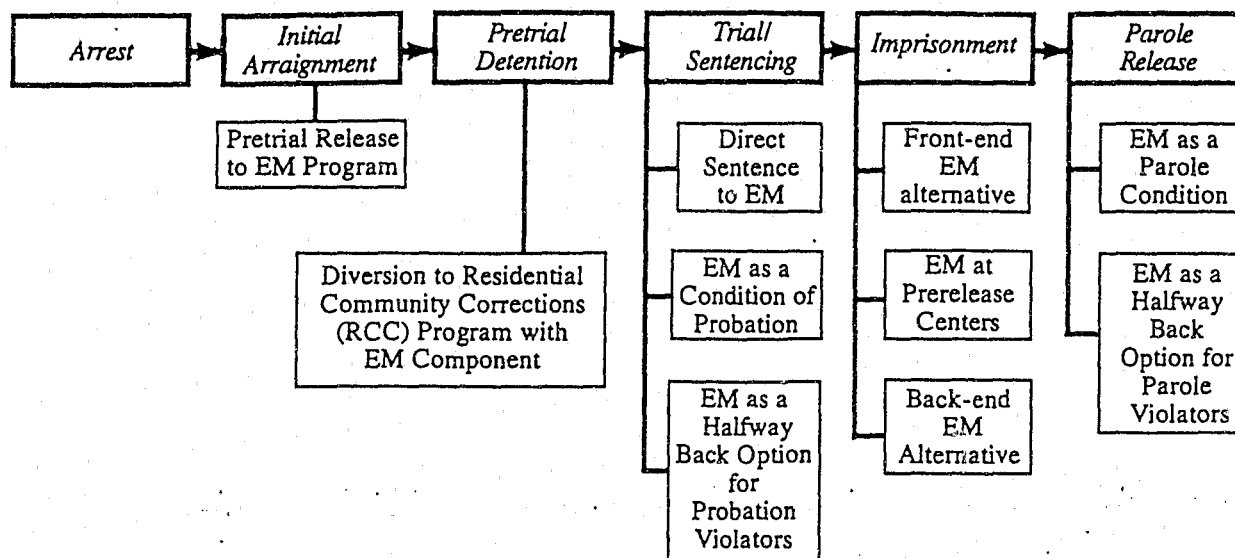 Arrest
Initial
Arraignment
Pretrial
Detention
Trial/
Sentencing
Imprisonment
Parole
Release
Pretrial Release
to EM Program
Diversion to Residential
Community Corrections
(RCC) Program with
EM Component
Direct
Sentence
to EM
EM as a
Condition of
Probation
EM as a
Halfway
Back Option
for
Probation
Violators
Front-end
EM
alternative
EM at
Prerelease
Centers
Back-end
EM
Alternative
EM as a
Parole
Condition
EM as a
Halfway
Back
Option for
Parole
Violators